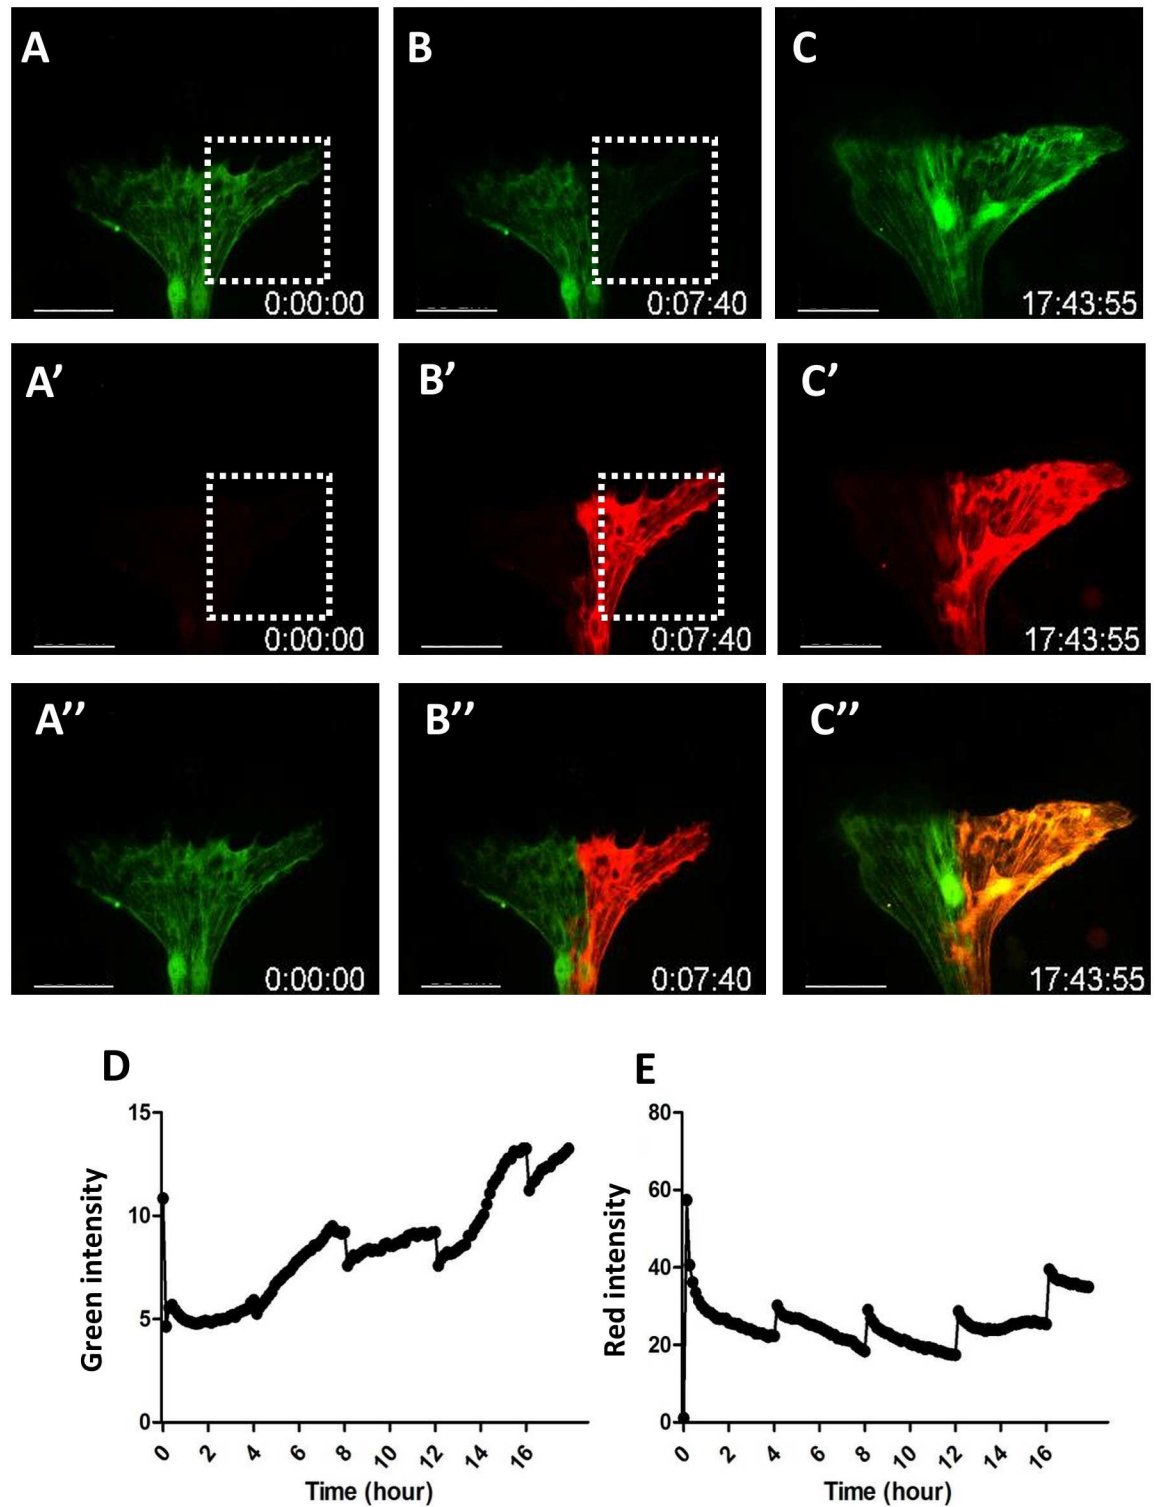 A B C
0:00:00 0:07:40 17:43:55
A’ B’ C’
0:00:00 0:07:40 17:43:55
A’’ B’’ C’’
0:00:00 0:07:40 17:43:55
D
15
10
5
0
Green intensity
0 2 4 6 8 10 12 14 16
Time (hour)
E
80
60
40
20
0
Red intensity
0 2 4 6 8 10 12 14 16
Time (hour)